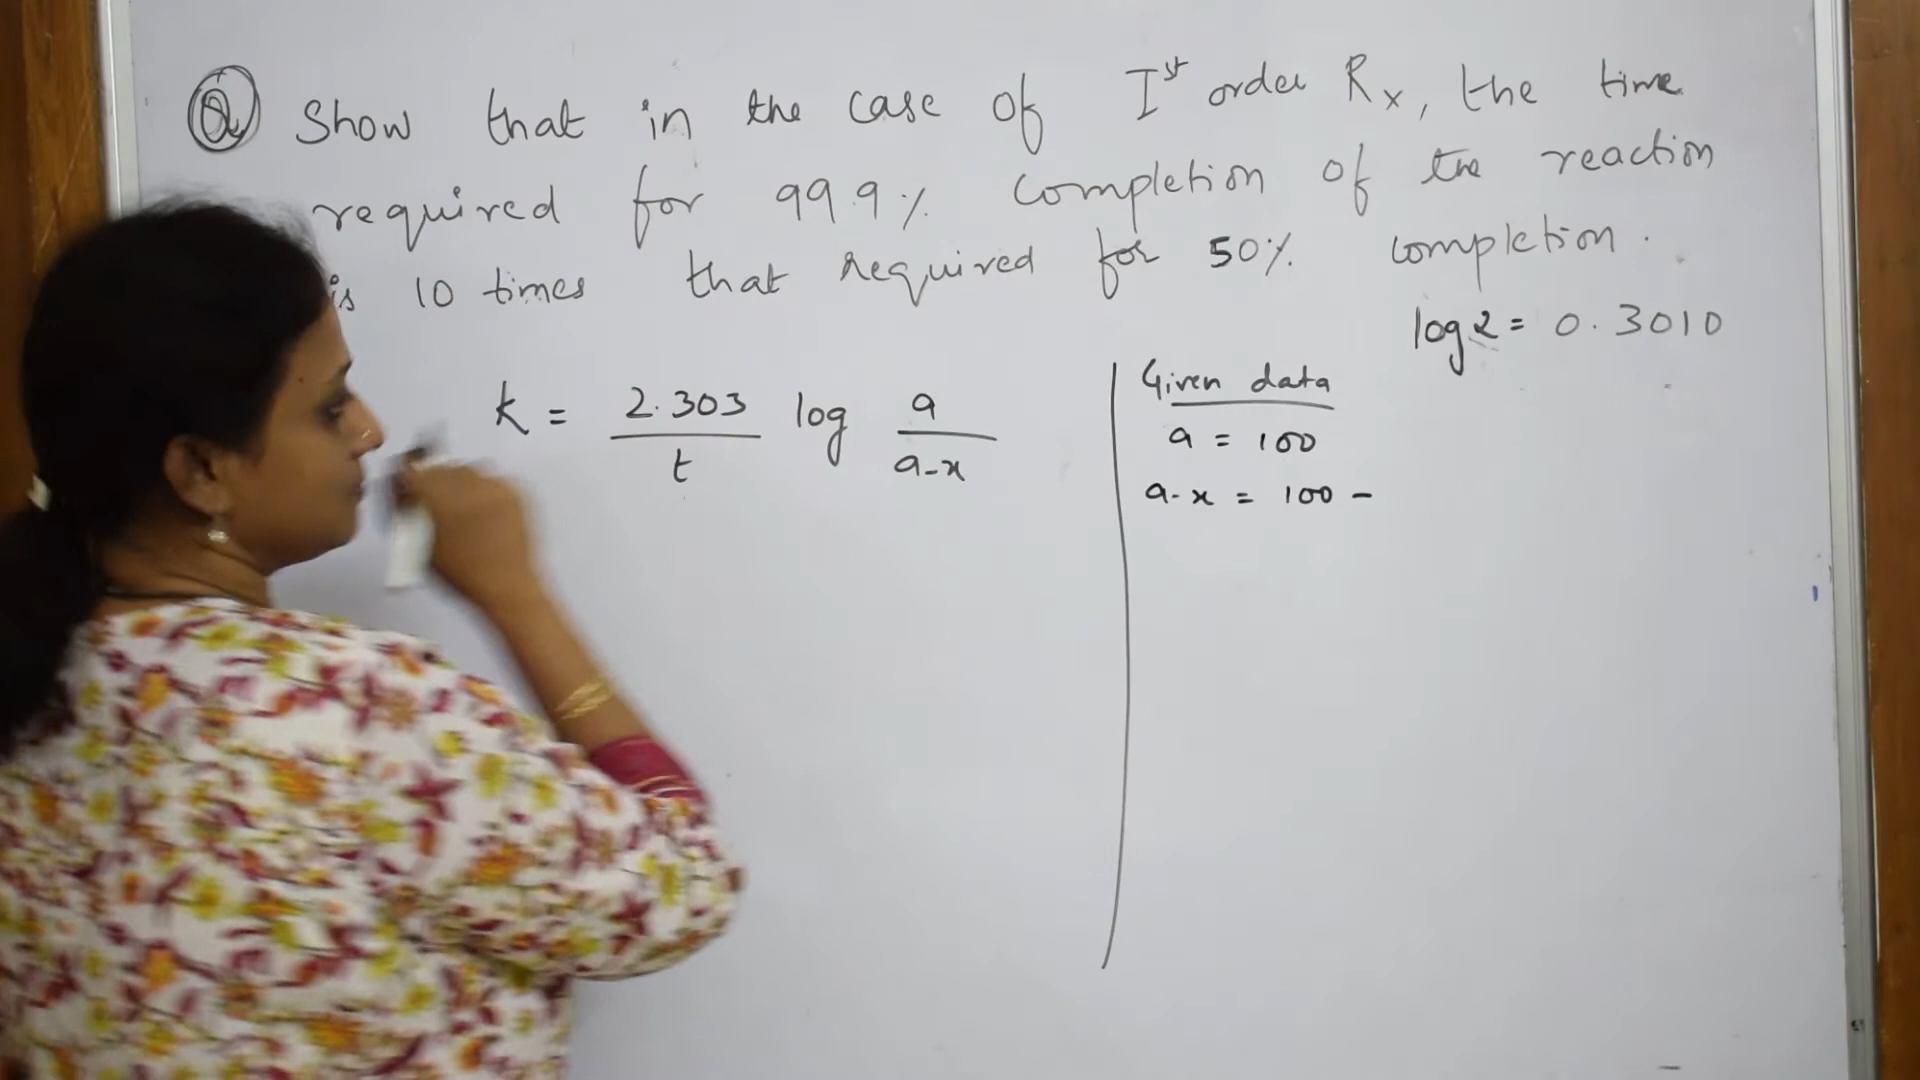 Q Show that in the case of Ist order Rx, the time
required for 99.9% completion of the reaction
is 10 times that required for 50% completion.
log 2 = 0.3010
k = 2.303/t log a/a-x
Given data
a = 100
a-x = 100 -